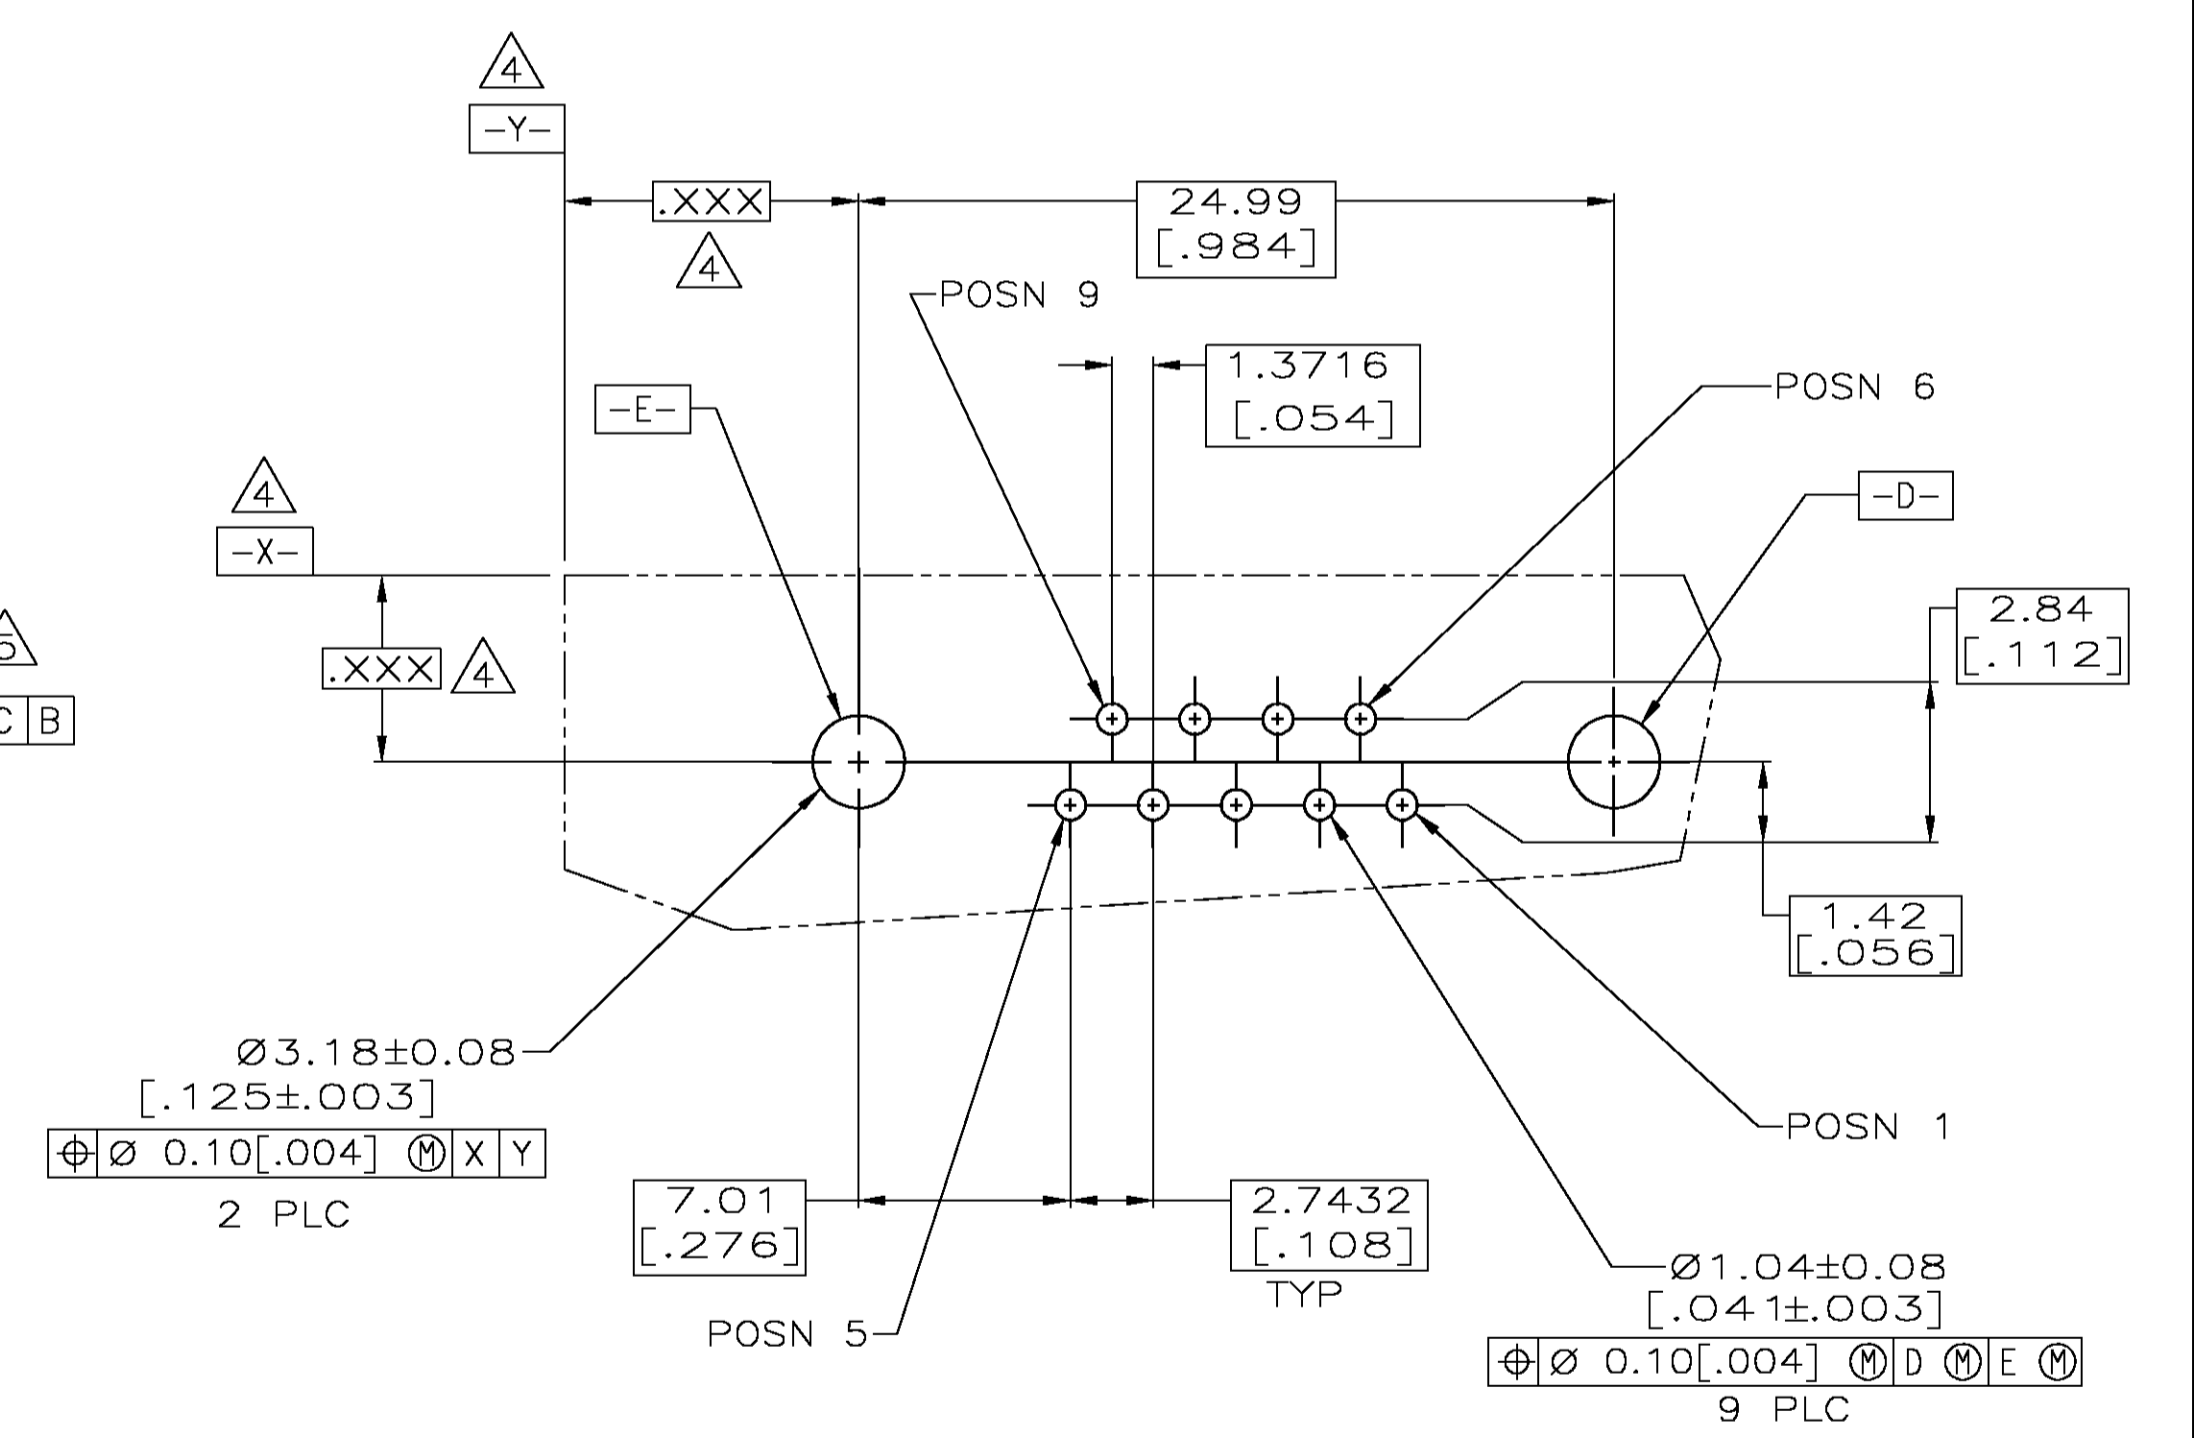 4
-Y-
.XXX
4
24.99
[.984]
POSN 9
1.3716
[.054]
POSN 6
-E-
-D-
4
-X-
2.84
[.112]
5
.XXX 4
C B
1.42
[.056]
Ø3.18±0.08
[.125±.003]
⌖ Ø 0.10[.004] Ⓜ X Y
2 PLC
POSN 1
7.01
[.276]
2.7432
[.108]
TYP
POSN 5
Ø1.04±0.08
[.041±.003]
⌖ Ø 0.10[.004] Ⓜ D Ⓜ E Ⓜ
9 PLC